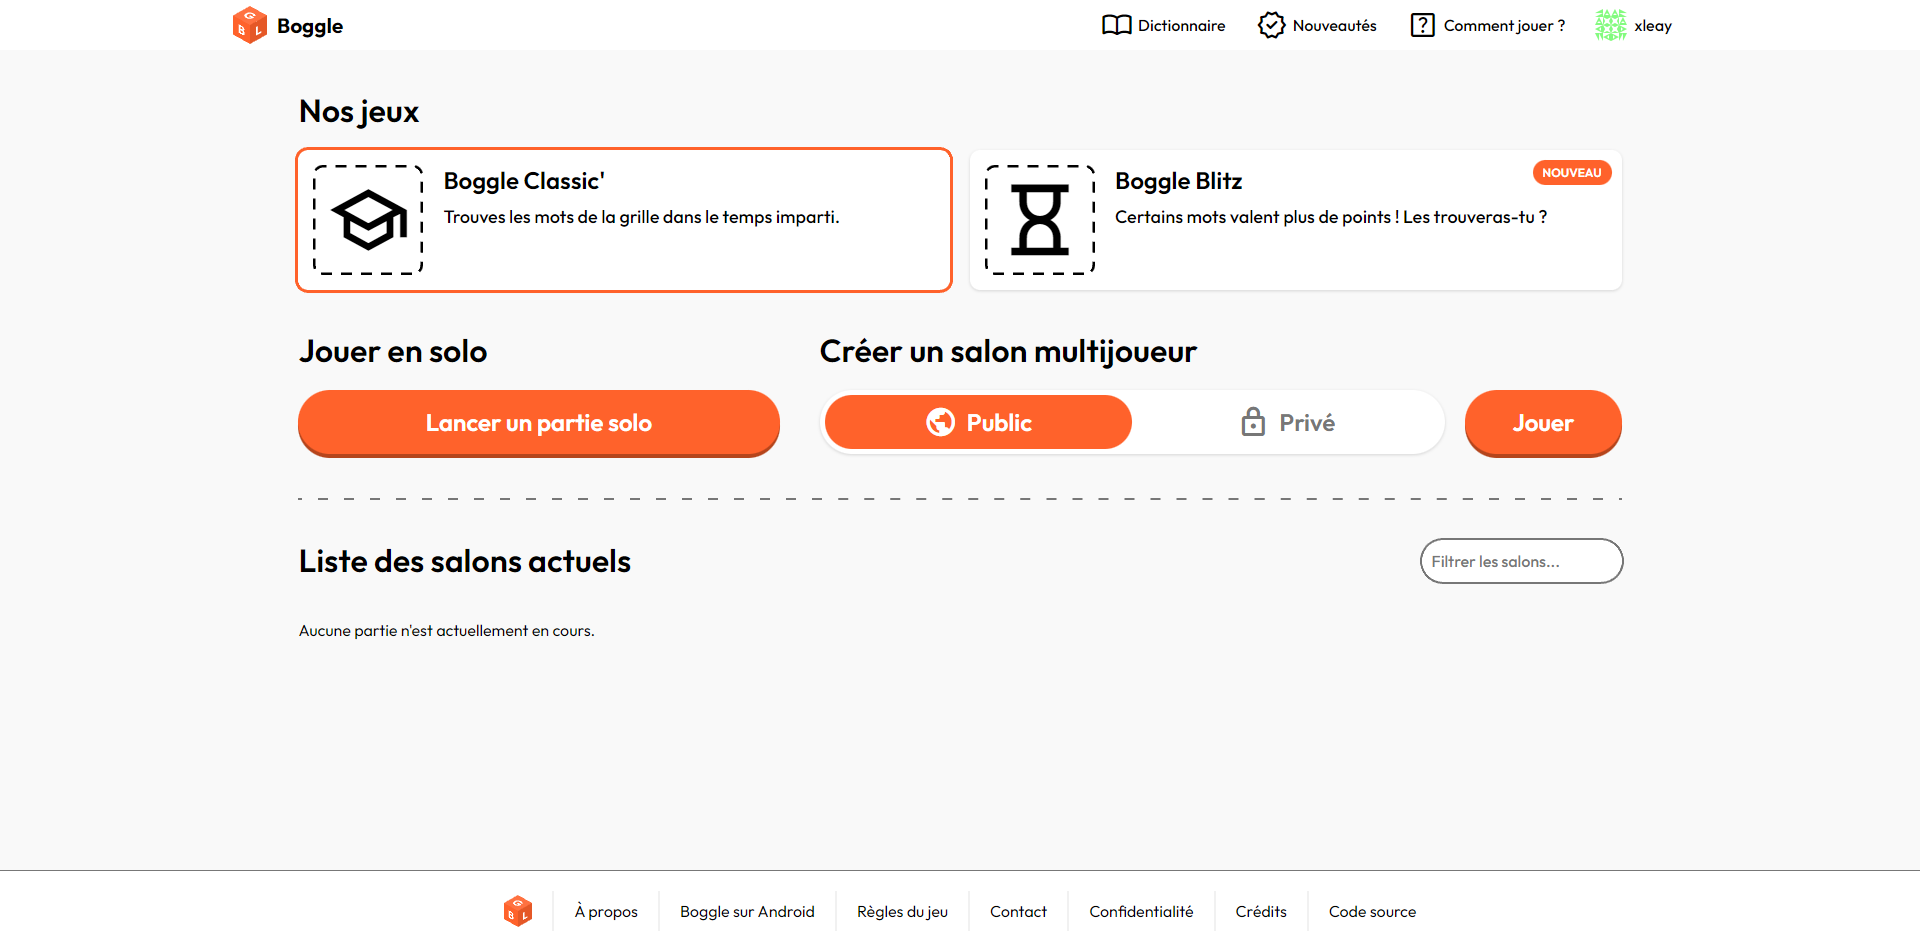 Boggle
Dictionnaire
Nouveautés
Comment jouer ?
xleay
Nos jeux
Boggle Classic'
Trouves les mots de la grille dans le temps imparti.
Boggle Blitz
NOUVEAU
Certains mots valent plus de points ! Les trouveras-tu ?
Jouer en solo
Créer un salon multijoueur
Lancer un partie solo
Public
Privé
Jouer
Liste des salons actuels
Filtrer les salons...
Aucune partie n'est actuellement en cours.
G
B L
À propos
Boggle sur Android
Règles du jeu
Contact
Confidentialité
Crédits
Code source